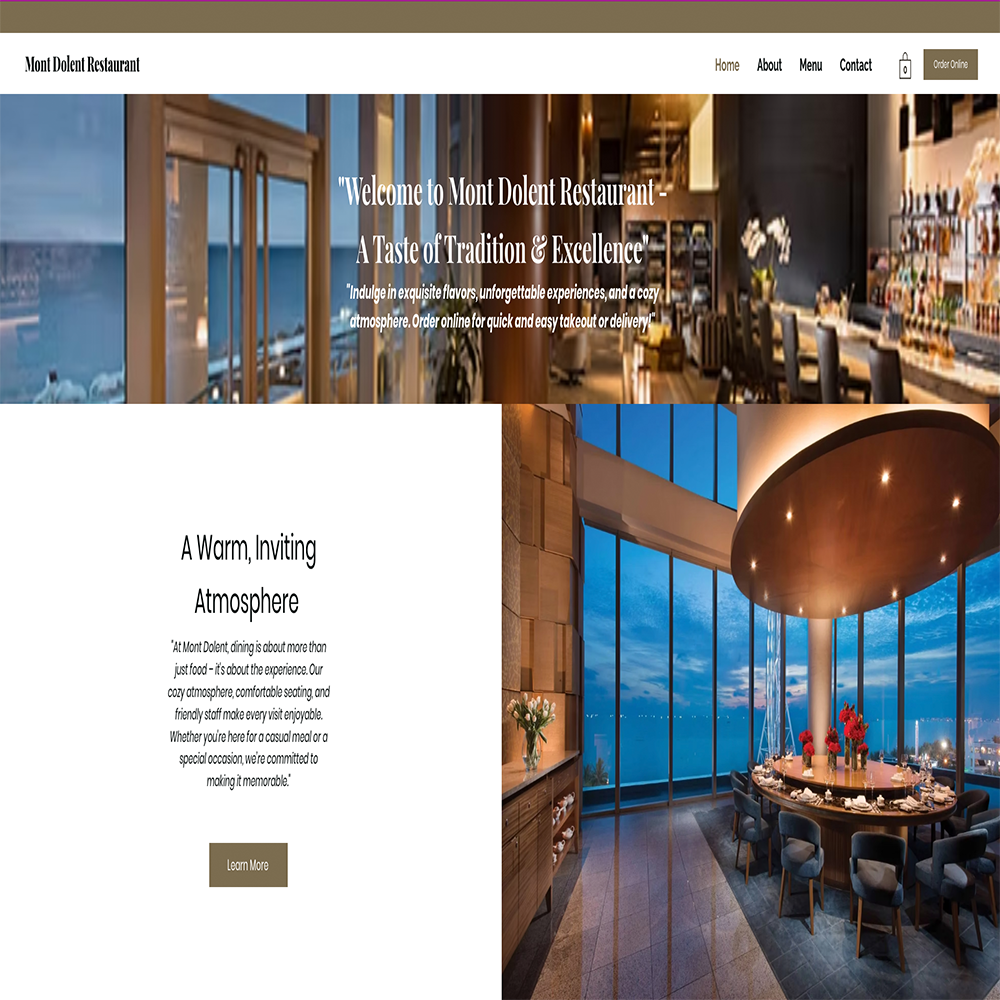 Mont Dolent Restaurant
Home About Menu Contact 0 Order Online
"Welcome to Mont Dolent Restaurant –
A Taste of Tradition & Excellence"
"Indulge in exquisite flavors, unforgettable experiences, and a cozy
atmosphere. Order online for quick and easy takeout or delivery!"
A Warm, Inviting
Atmosphere
"At Mont Dolent, dining is about more than
just food – it's about the experience. Our
cozy atmosphere, comfortable seating, and
friendly staff make every visit enjoyable.
Whether you're here for a casual meal or a
special occasion, we're committed to
making it memorable."
Learn More